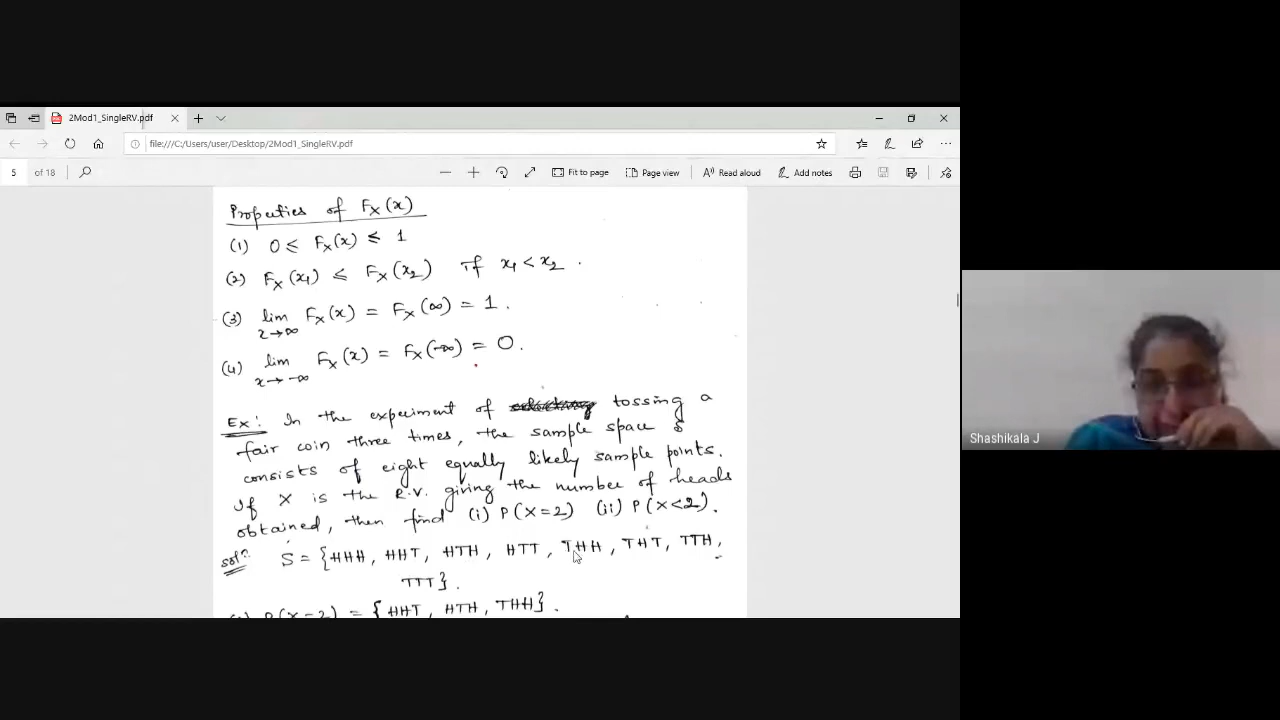 2Mod1_SingleRV.pdf
file:///C:/Users/user/Desktop/2Mod1_SingleRV.pdf
5 of 18 Fit to page Page view Read aloud Add notes
Properties of Fx(x)
(1) 0 ≤ Fx(x) ≤ 1
(2) Fx(x1) ≤ Fx(x2) if x1 < x2 .
(3) lim x→∞ Fx(x) = Fx(∞) = 1 .
(4) lim x→-∞ Fx(x) = Fx(-∞) = 0 .
Ex: In the experiment of tossing a
fair coin three times, the sample space S
consists of eight equally likely sample points.
If X is the R.V. giving the number of heads
obtained, then find (i) P(X=2) (ii) P(X<2).
Soln: S = {HHH, HHT, HTH, HTT, THH, THT, TTH,
TTT}.
(i) P(X=2) = {HHT, HTH, THH}.
Shashikala J